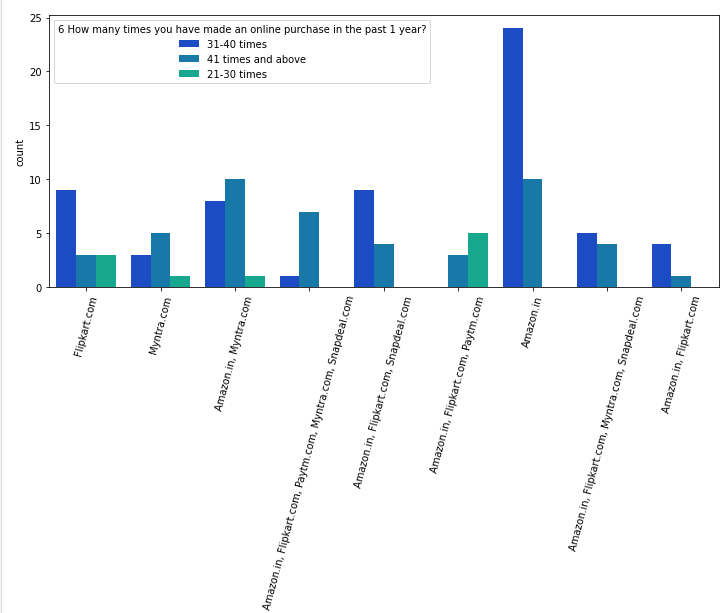 6 How many times you have made an online purchase in the past 1 year?
31-40 times
41 times and above
21-30 times
count
25
20
15
10
5
0
Flipkart.com
Myntra.com
Amazon.in, Myntra.com
Amazon.in, Flipkart.com, Paytm.com, Myntra.com, Snapdeal.com
Amazon.in, Flipkart.com, Snapdeal.com
Amazon.in, Flipkart.com, Paytm.com
Amazon.in
Amazon.in, Flipkart.com, Myntra.com, Snapdeal.com
Amazon.in, Flipkart.com